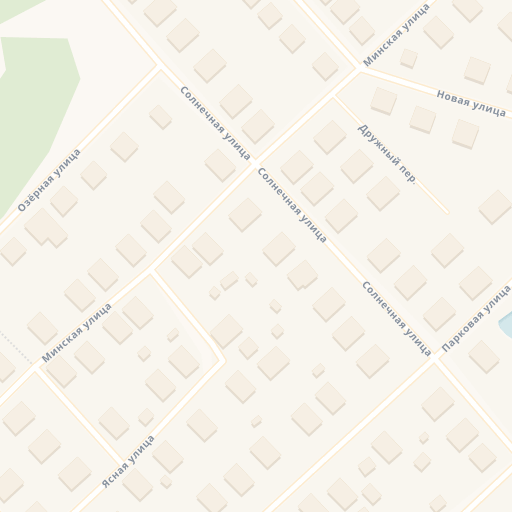 Минская улица
Новая улица
Солнечная улица
Дружный пер.
Озёрная улица
Солнечная улица
Солнечная улица
Парковая улица
Минская улица
Ясная улица